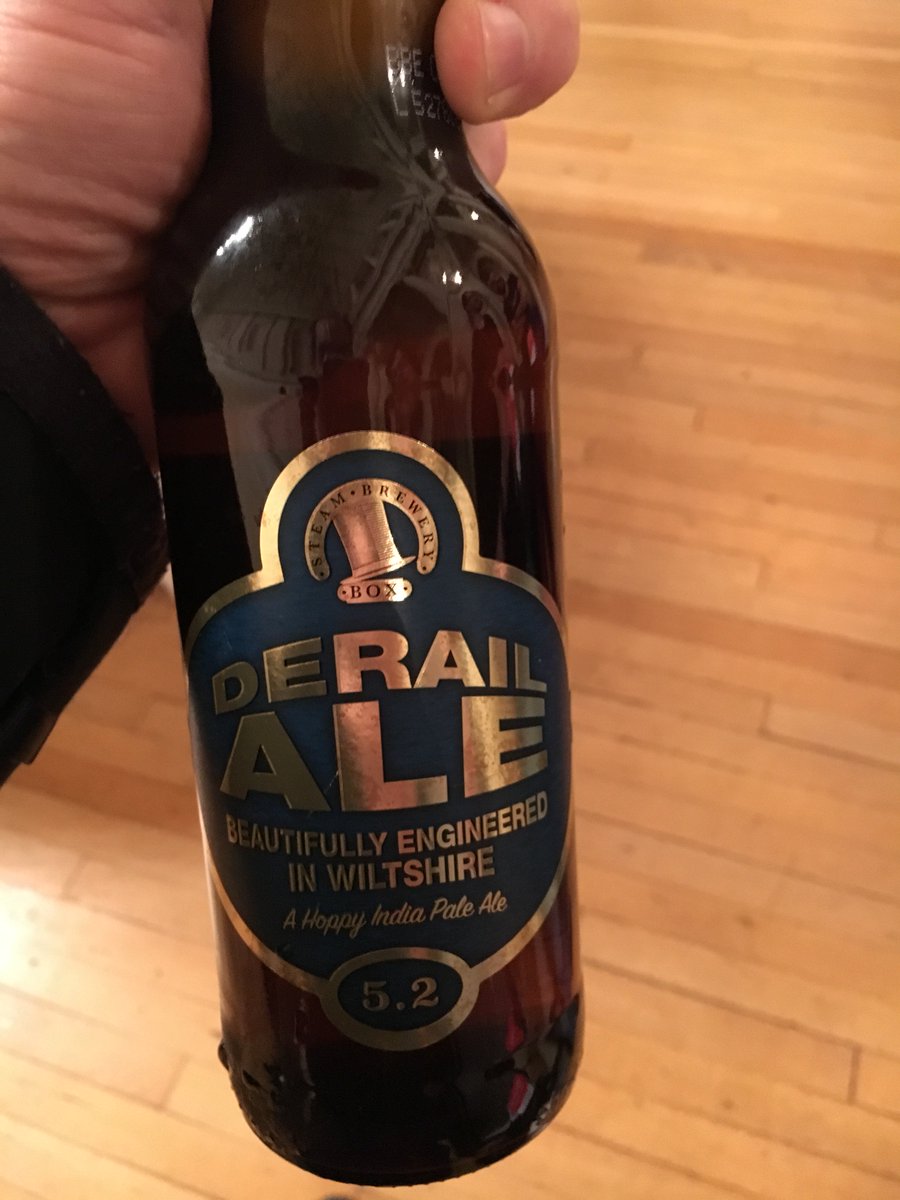 STEAM · BREWERY
BOX
DERAIL
ALE
BEAUTIFULLY ENGINEERED
IN WILTSHIRE
A Hoppy India Pale Ale
5.2